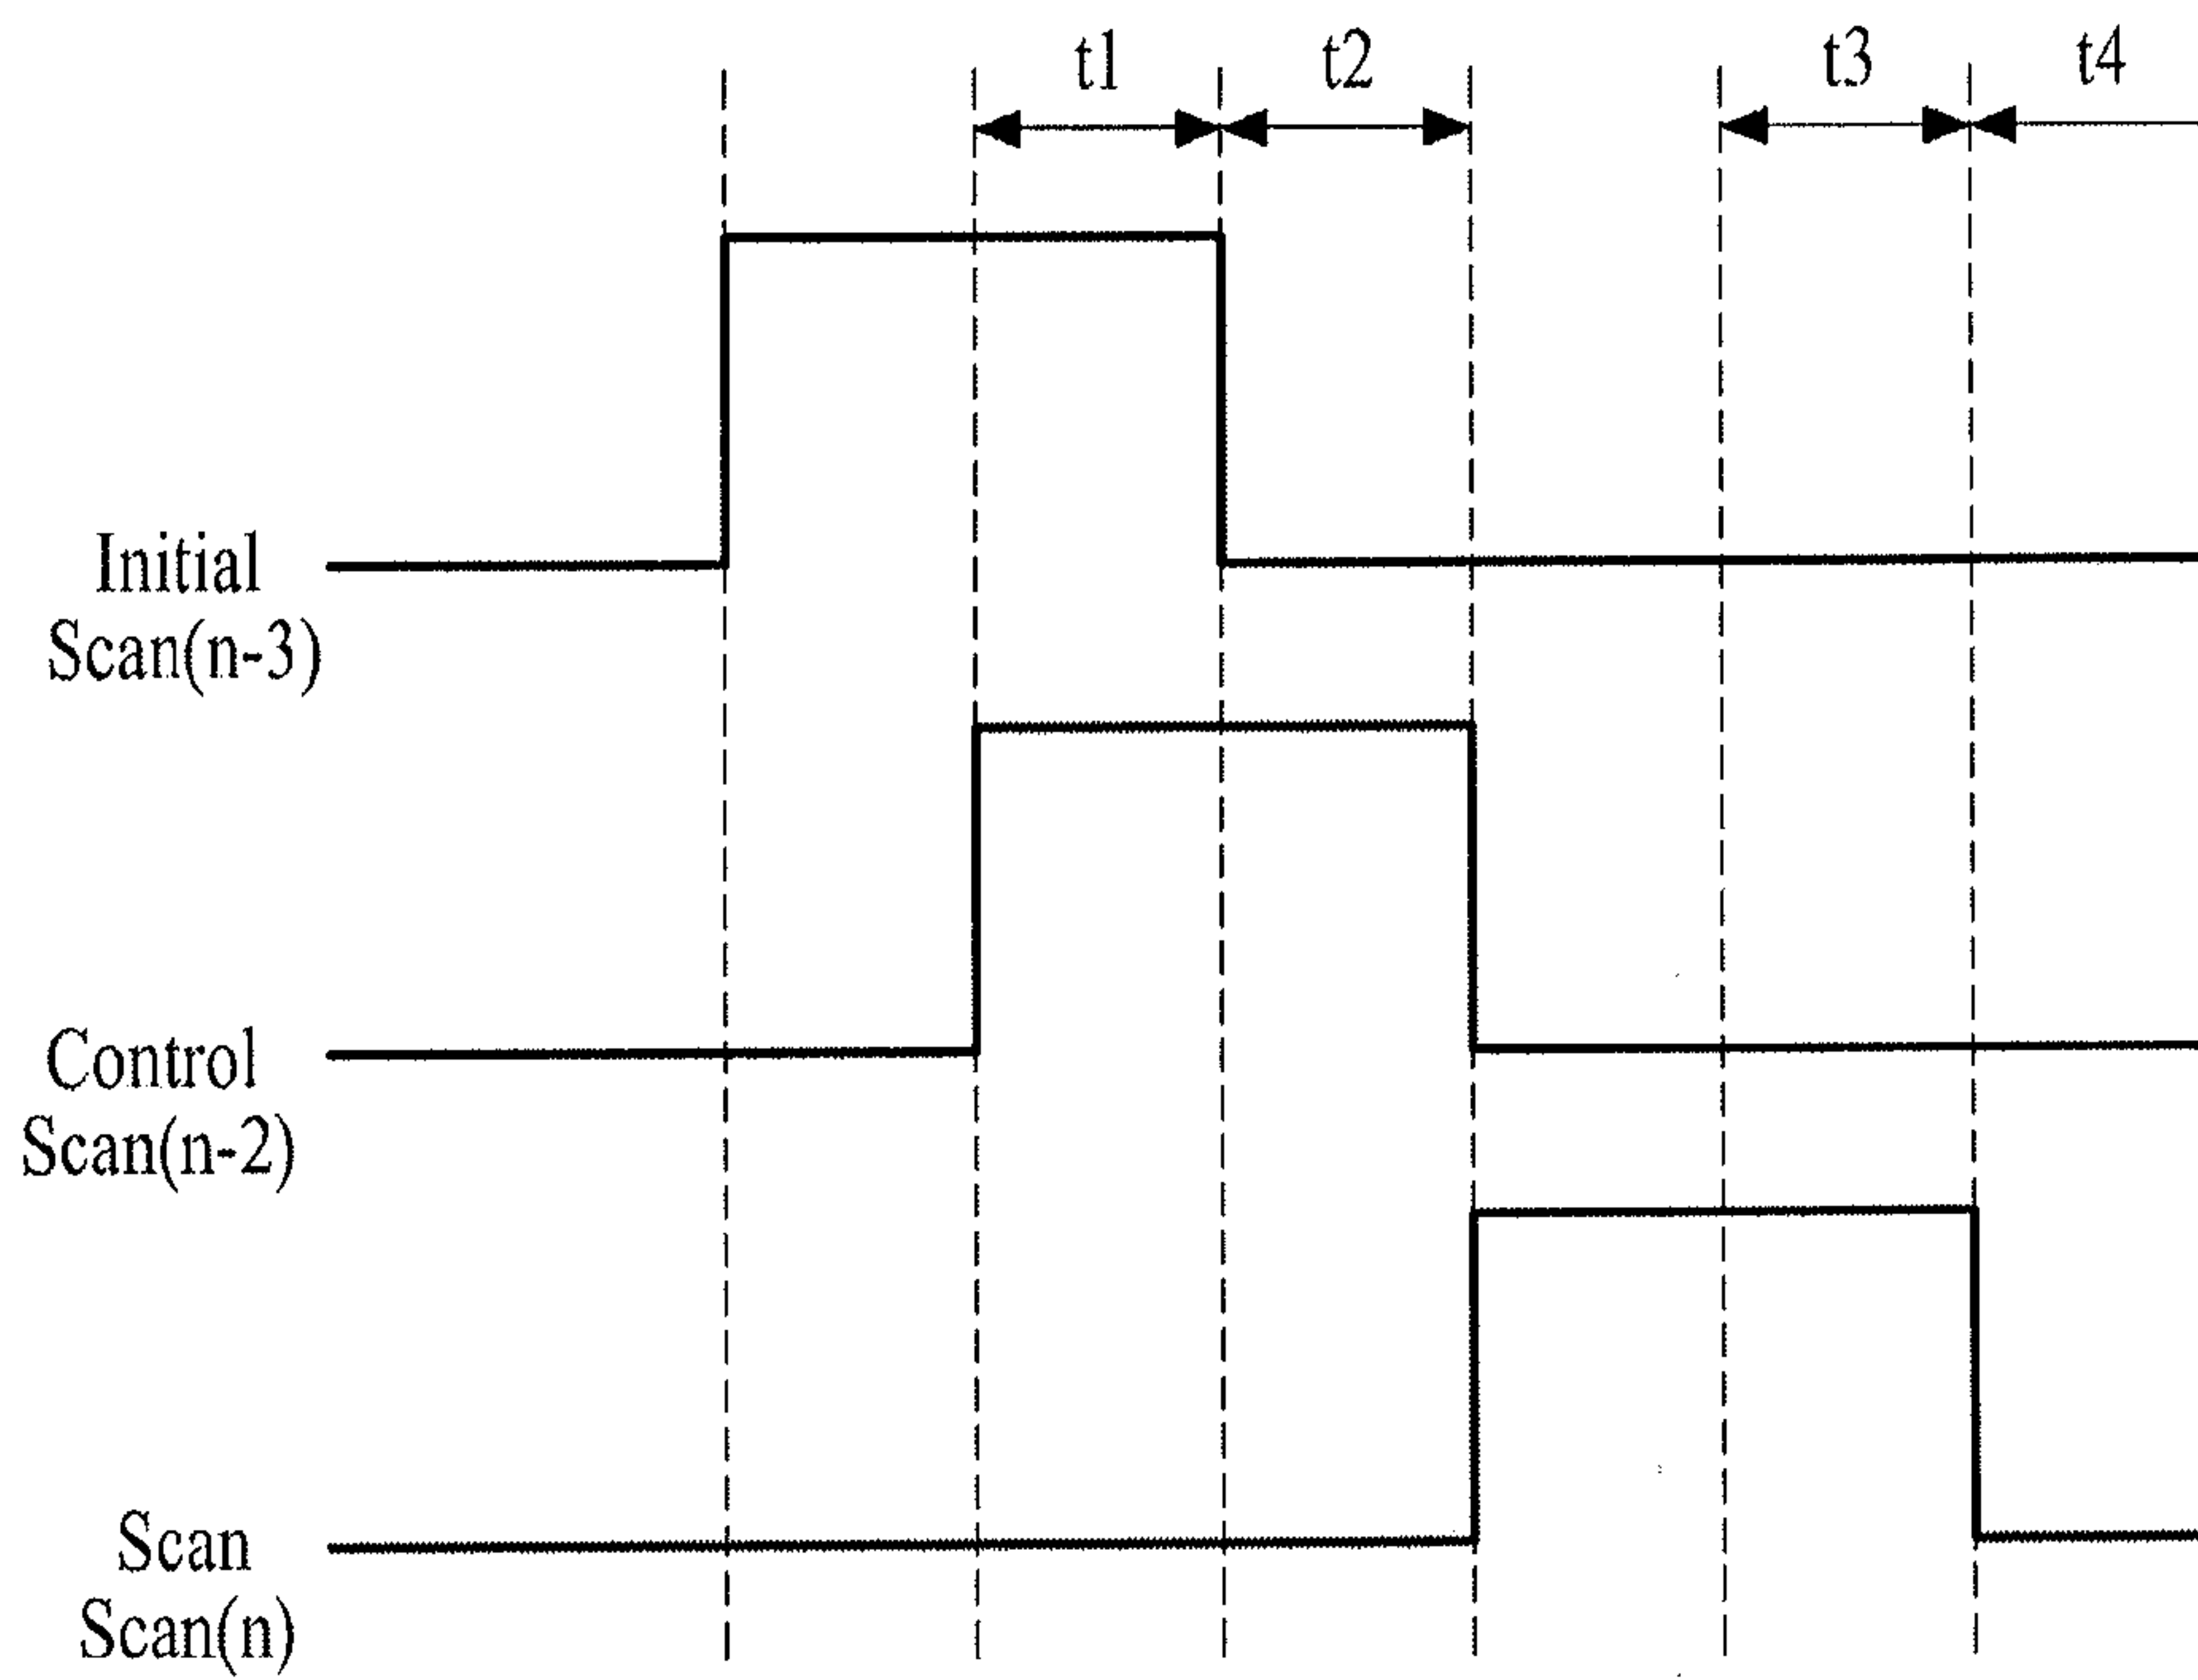 t1 t2 t3 t4
Initial
Scan(n-3)
Control
Scan(n-2)
Scan
Scan(n)